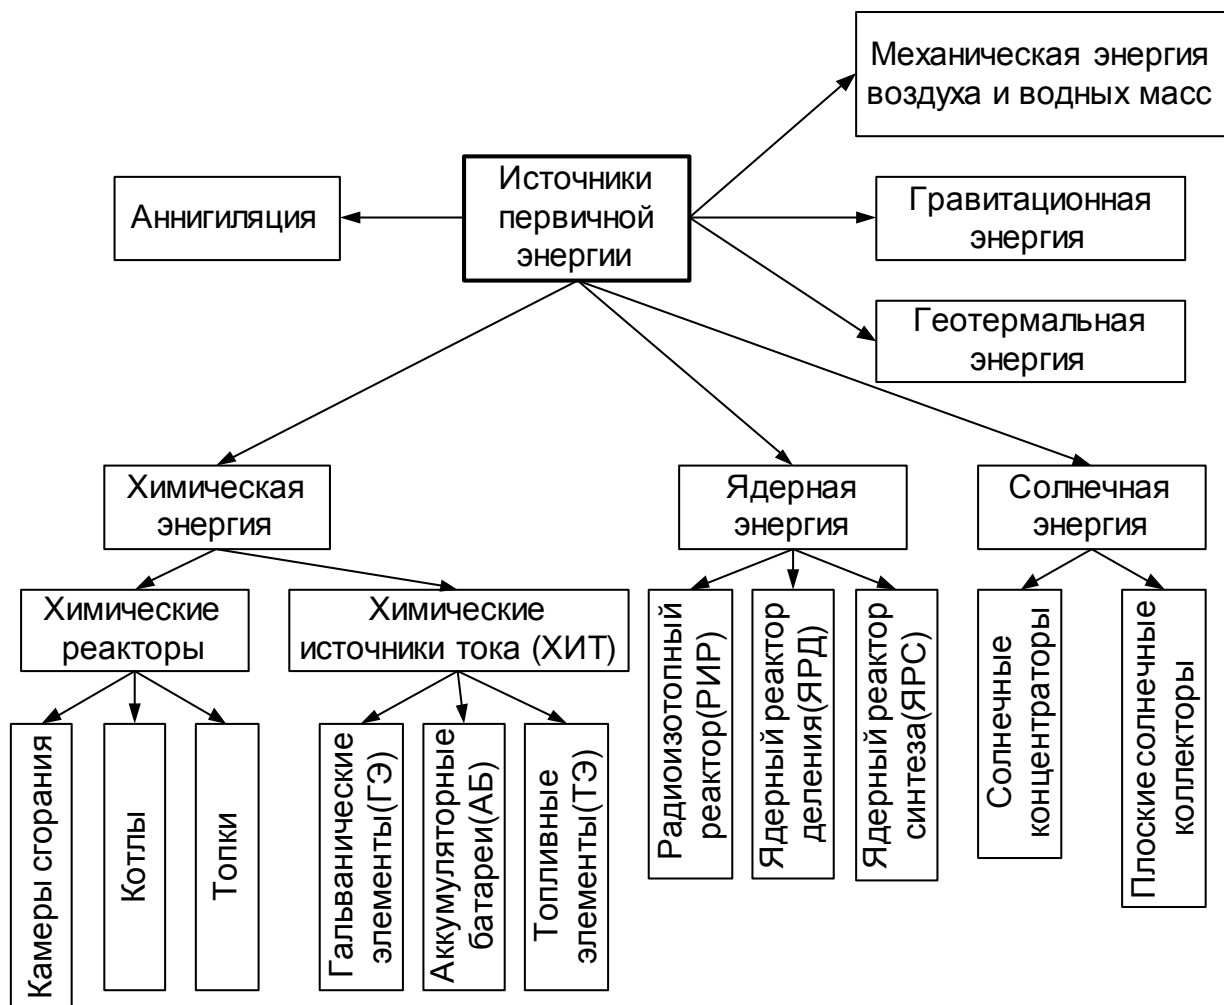 Механическая энергия
воздуха и водных масс
Источники
первичной
энергии
Аннигиляция
Гравитационная
энергия
Геотермальная
энергия
Химическая
энергия
Ядерная
энергия
Солнечная
энергия
Химические
реакторы
Химические
источники тока (ХИТ)
Радиоизотопный
реактор(РИР)
Ядерный реактор
деления(ЯРД)
Ядерный реактор
синтеза(ЯРС)
Солнечные
концентраторы
Плоские солнечные
коллекторы
Камеры сгорания
Котлы
Топки
Гальванические
элементы(ГЭ)
Аккумуляторные
батареи(АБ)
Топливные
элементы(ТЭ)